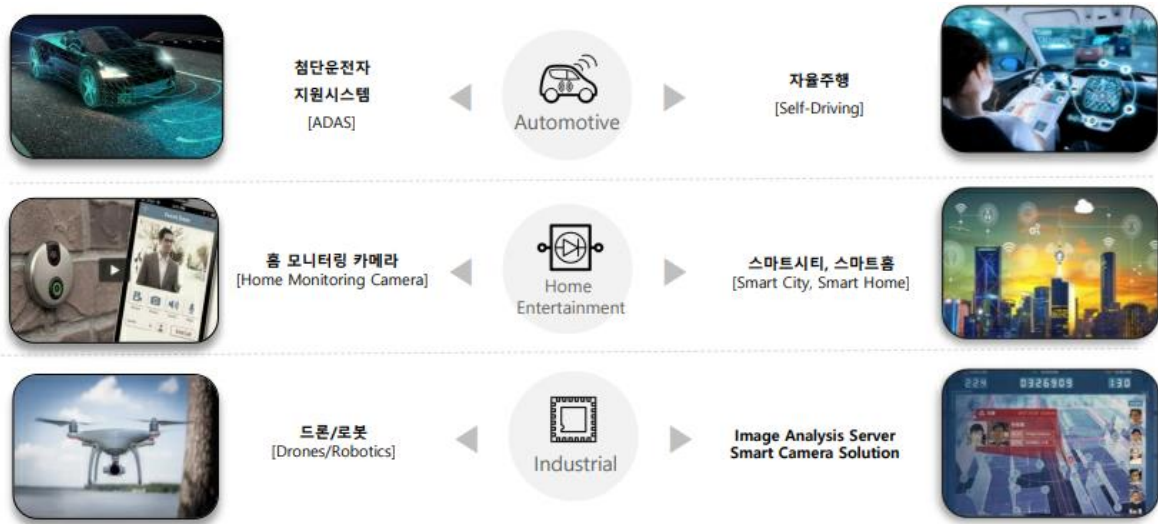 첨단운전자
지원시스템
[ADAS]
Automotive
자율주행
[Self-Driving]
홈 모니터링 카메라
[Home Monitoring Camera]
Home
Entertainment
스마트시티, 스마트홈
[Smart City, Smart Home]
드론/로봇
[Drones/Robotics]
Industrial
Image Analysis Server
Smart Camera Solution
224
0326909
130